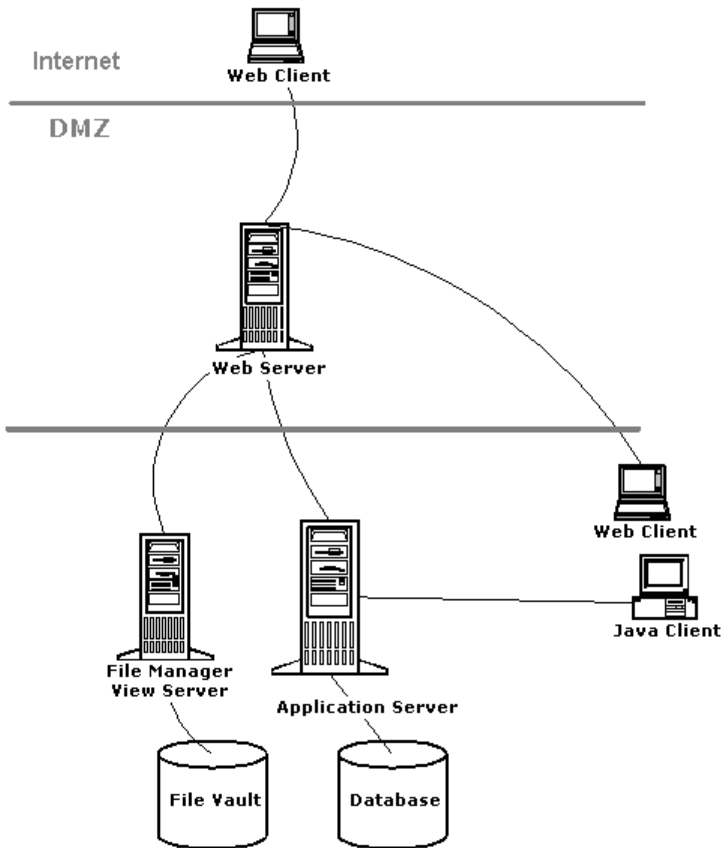 Internet
Web Client
DMZ
Web Server
Web Client
Java Client
File Manager
View Server
Application Server
File Vault
Database